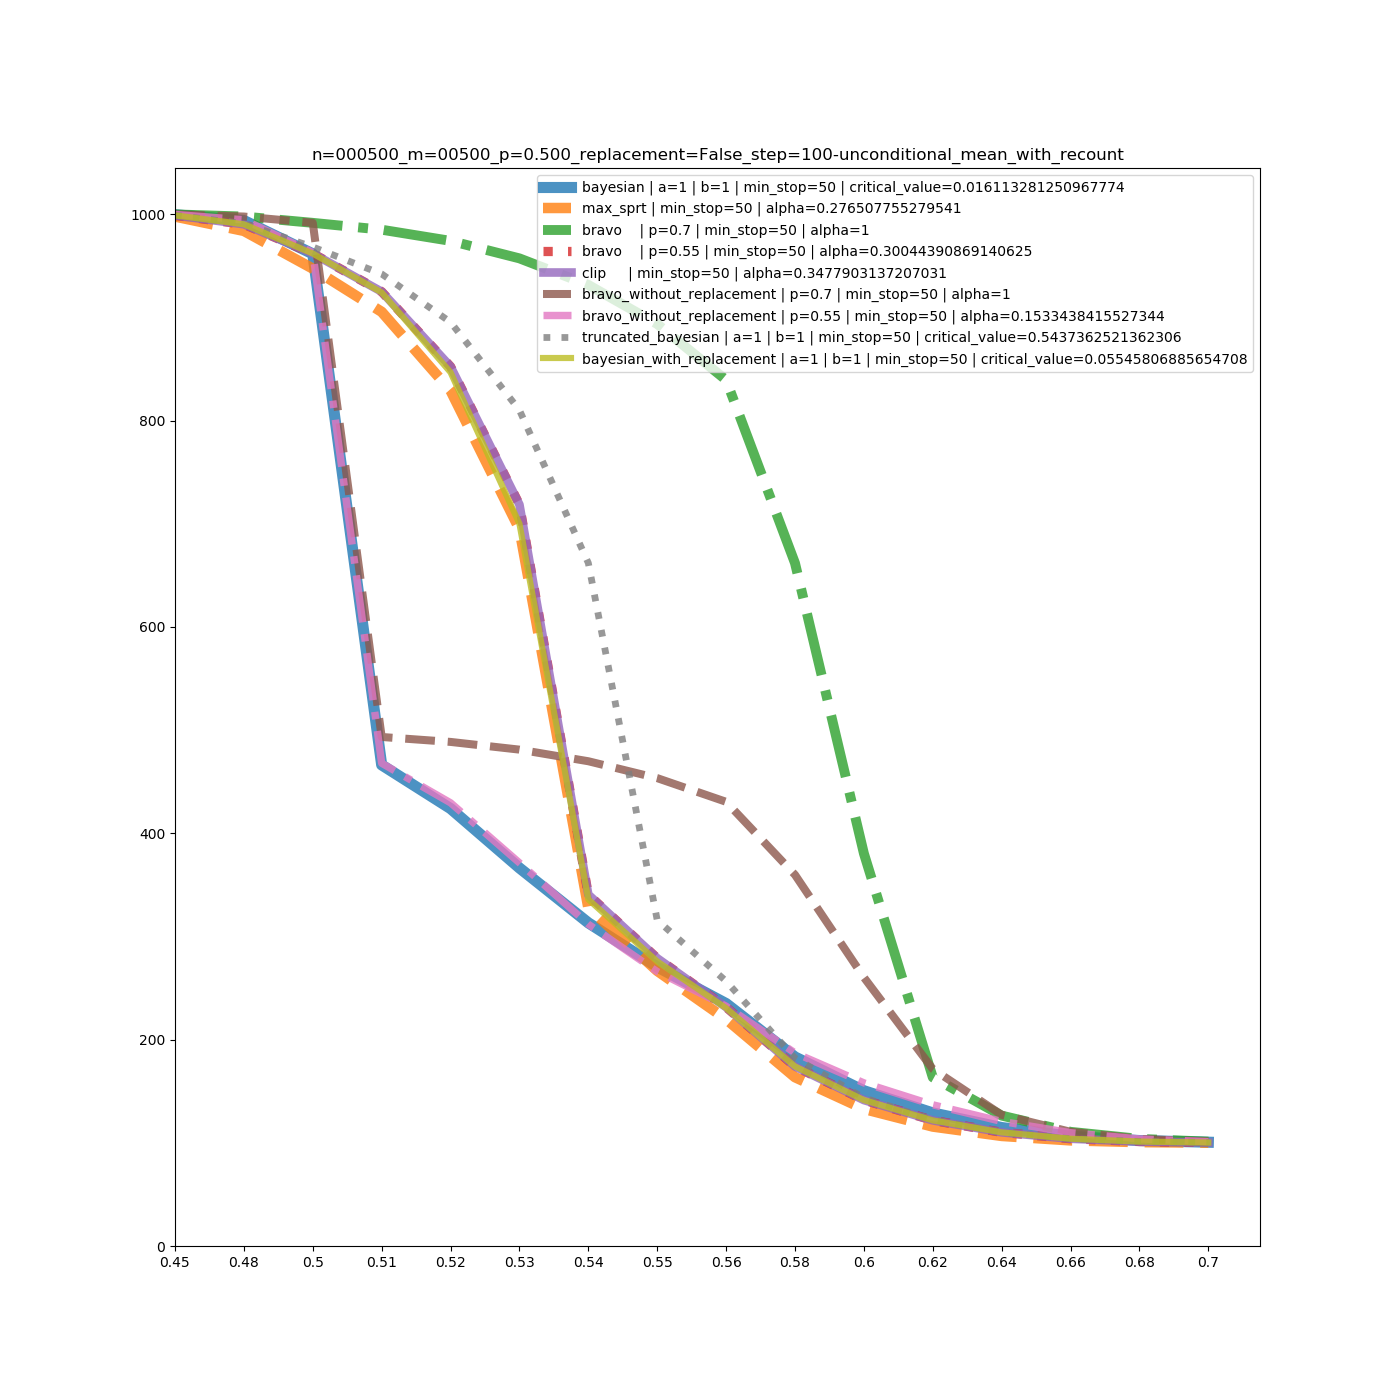 n=000500_m=00500_p=0.500_replacement=False_step=100-unconditional_mean_with_recount
bayesian | a=1 | b=1 | min_stop=50 | critical_value=0.016113281250967774
max_sprt | min_stop=50 | alpha=0.276507755279541
bravo | p=0.7 | min_stop=50 | alpha=1
bravo | p=0.55 | min_stop=50 | alpha=0.30044390869140625
clip | min_stop=50 | alpha=0.3477903137207031
bravo_without_replacement | p=0.7 | min_stop=50 | alpha=1
bravo_without_replacement | p=0.55 | min_stop=50 | alpha=0.1533438415527344
truncated_bayesian | a=1 | b=1 | min_stop=50 | critical_value=0.5437362521362306
bayesian_with_replacement | a=1 | b=1 | min_stop=50 | critical_value=0.05545806885654708
1000
800
600
400
200
0
0.45 0.48 0.5 0.51 0.52 0.53 0.54 0.55 0.56 0.58 0.6 0.62 0.64 0.66 0.68 0.7